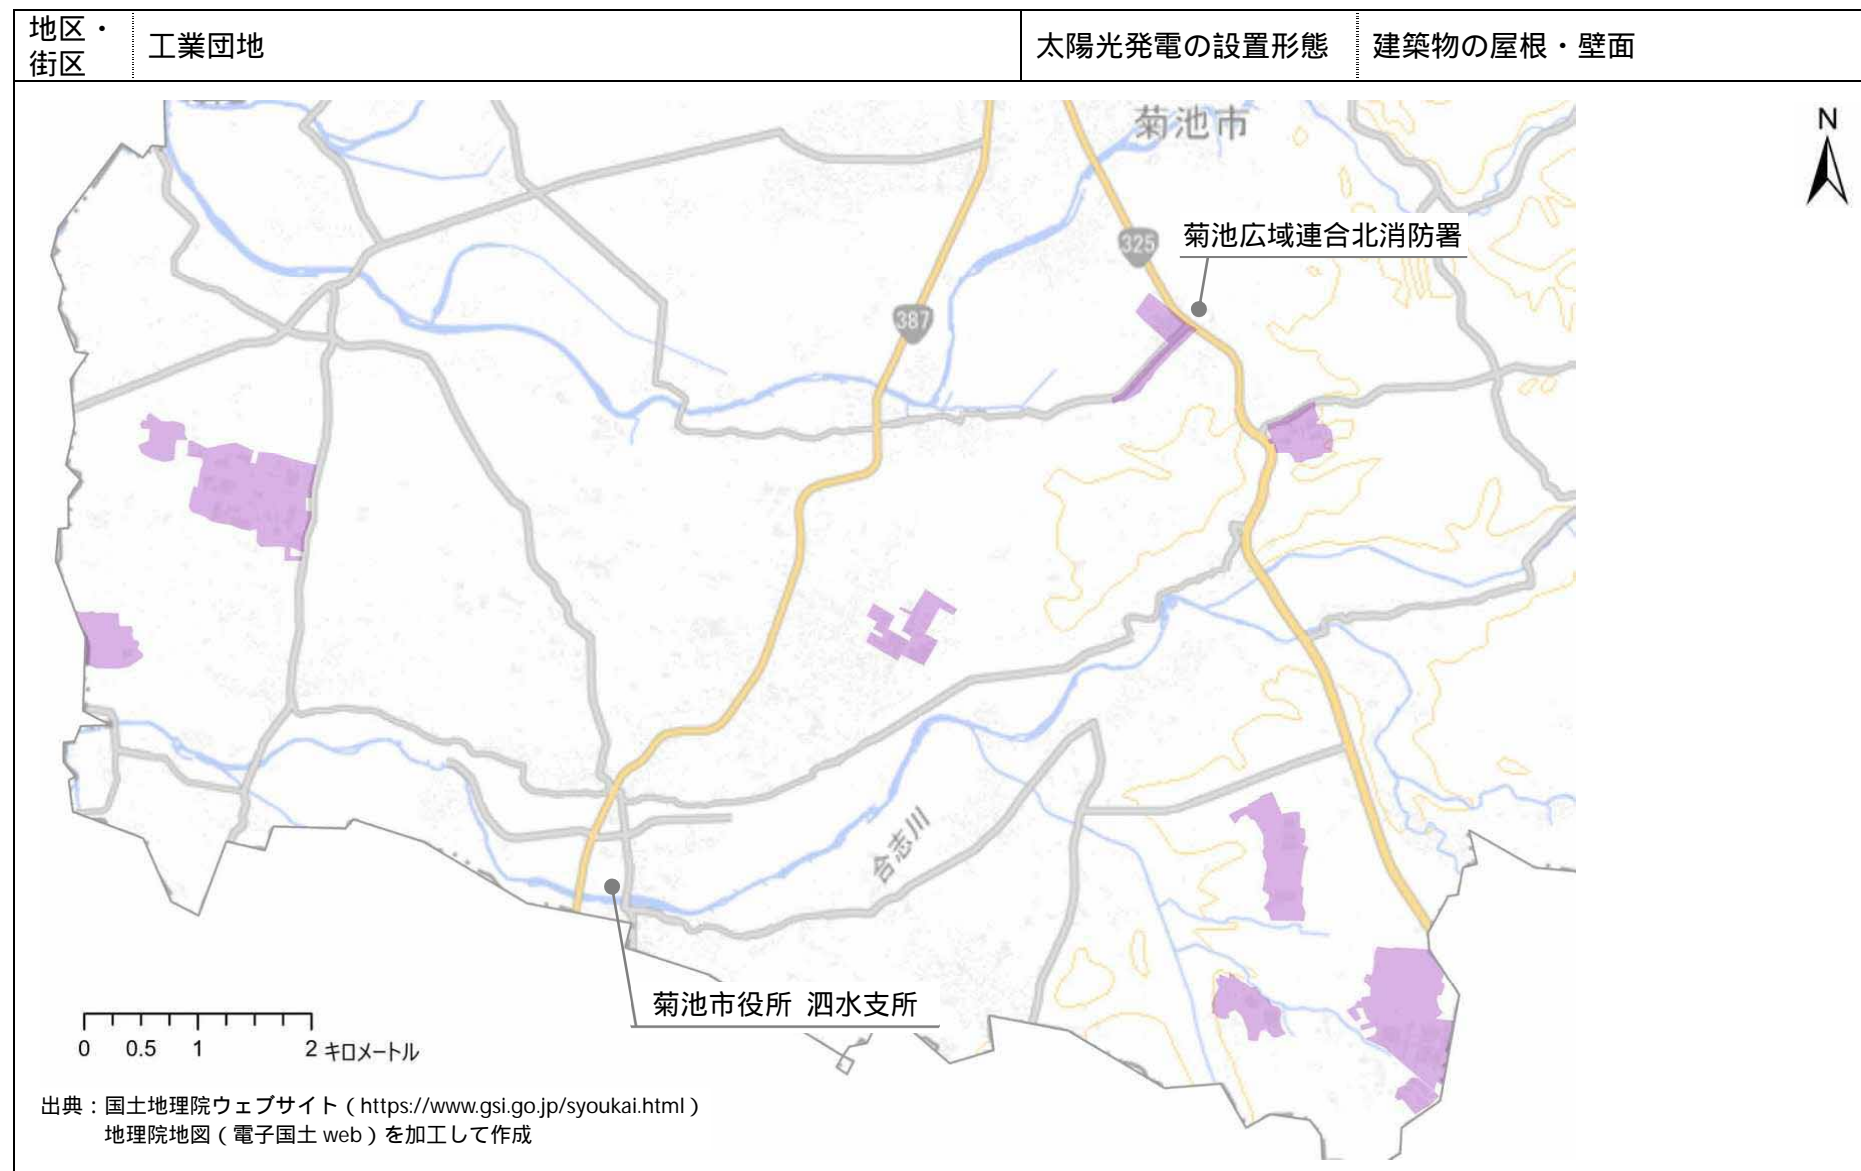 地区・
街区
工業団地
太陽光発電の設置形態
建築物の屋根・壁面
菊池市
N
325
菊池広域連合北消防署
387
合志川
菊池市役所 泗水支所
0 0.5 1 2 キロメートル
出典：国土地理院ウェブサイト（https://www.gsi.go.jp/syoukai.html）
地理院地図（電子国土 web）を加工して作成